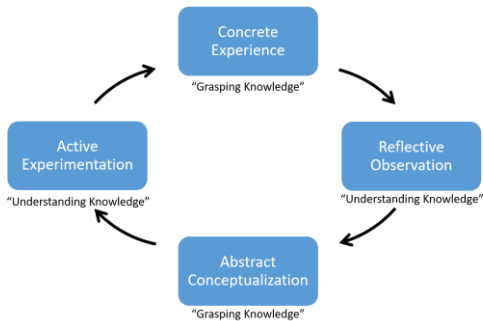 Concrete
Experience
“Grasping Knowledge”
Active
Experimentation
“Understanding Knowledge”
Reflective
Observation
“Understanding Knowledge”
Abstract
Conceptualization
“Grasping Knowledge”